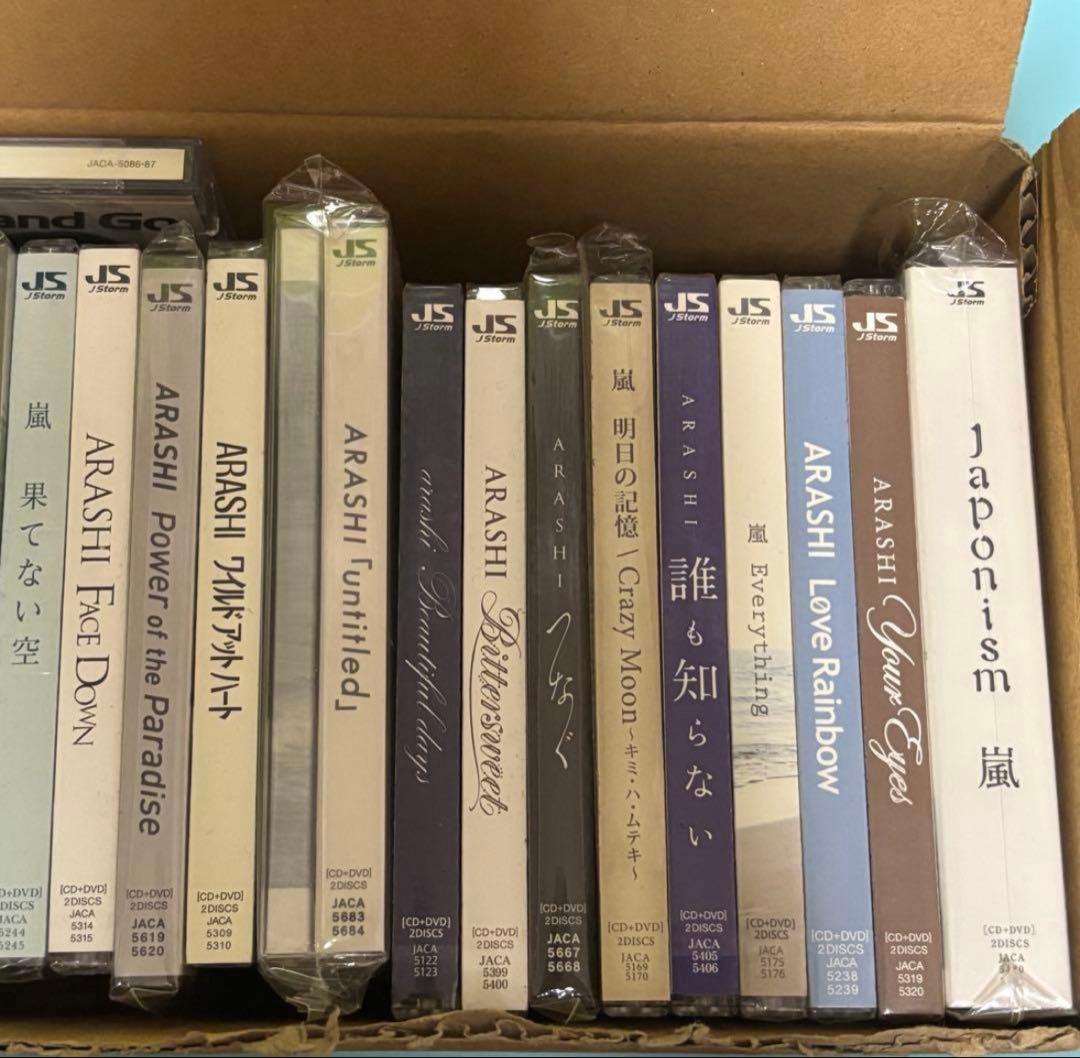 JACA-5086·87
and Go
JS
J Storm
嵐 果てない空
D+DVD]
DISCS
JACA
5244
5245
JS
J Storm
ARASHI FACE DOWN
[CD+DVD]
2DISCS
JACA
5314
5315
JS
J Storm
ARASHI Power of the Paradise
[CD+DVD]
2DISCS
JACA
5619
5620
JS
J Storm
ARASHI ワイルド アット ハート
[CD+DVD]
2DISCS
JACA
5309
5310
JS
J Storm
ARASHI「untitled」
[CD+DVD]
2DISCS
JACA
5683
5684
JS
J Storm
arashi Beautiful days
[CD+DVD]
2DISCS
JACA
5122
5123
JS
J Storm
ARASHI Bittersweet
[CD+DVD]
2DISCS
JACA
5399
5400
JS
J Storm
ARASHI つなぐ
[CD+DVD]
2DISCS
JACA
5667
5668
JS
J Storm
嵐 明日の記憶\Crazy Moon~キミ・ハ・ムテキ~
[CD+DVD]
2DISCS
JACA
5169
5170
JS
J Storm
ARASHI 誰も知らない
[CD+DVD]
2DISCS
JACA
5405
5406
JS
J Storm
嵐 Everything
[CD+DVD]
2DISCS
JACA
5175
5176
JS
J Storm
ARASHI Løve Rainbow
[CD+DVD]
2DISCS
JACA
5238
5239
JS
J Storm
ARASHI Your Eyes
[CD+DVD]
2DISCS
JACA
5319
5320
JS
J Storm
Japonism 嵐
[CD+DVD]
2DISCS
JACA